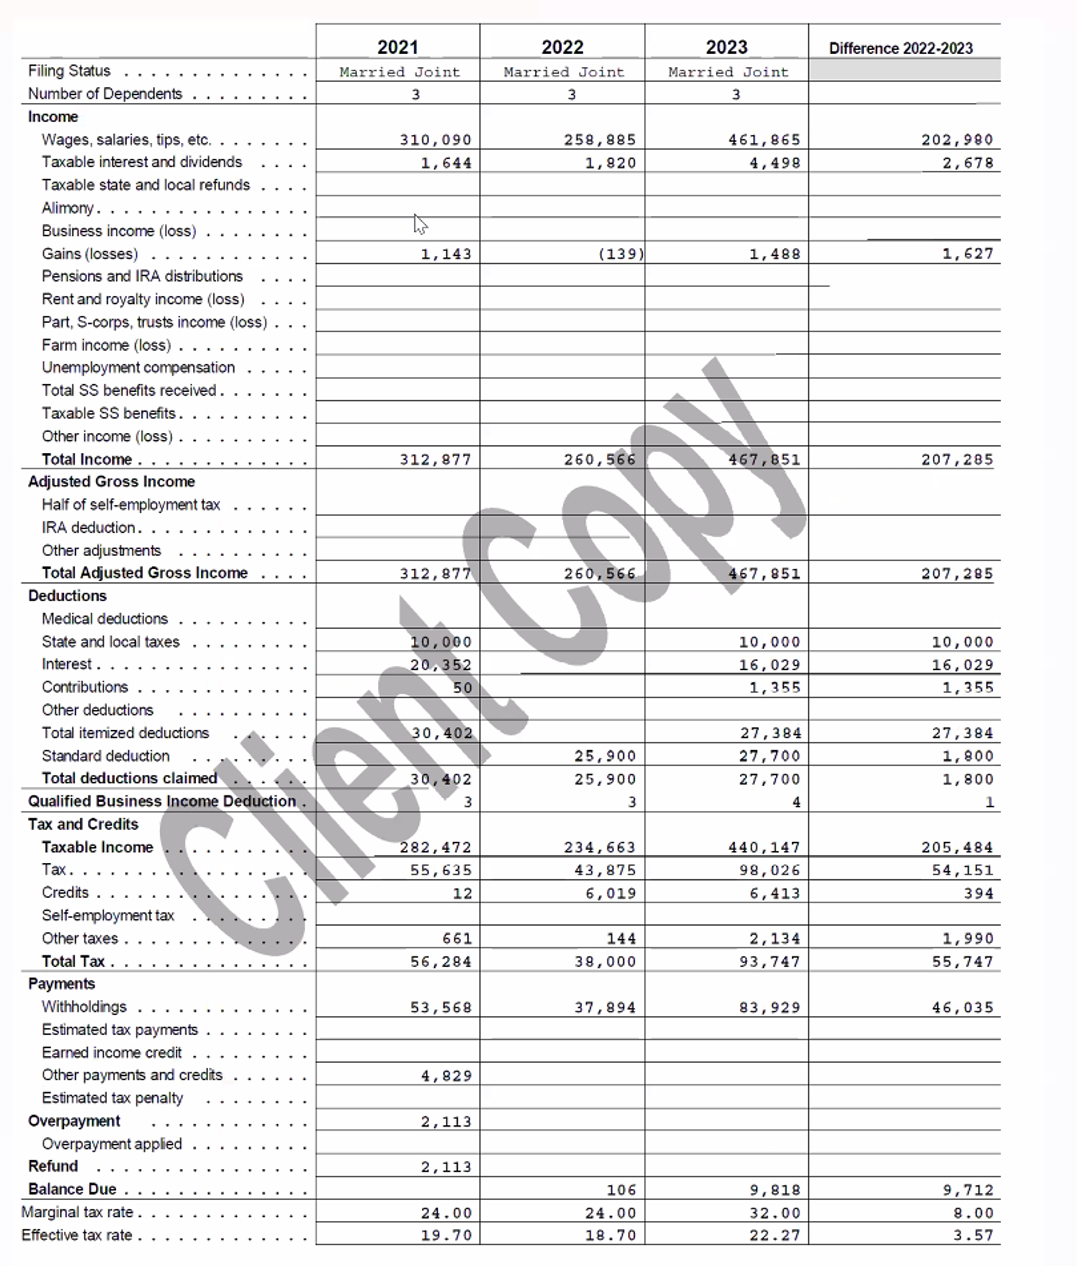 2021 2022 2023 Difference 2022-2023
Filing Status . . . . . . . . . . . . . . Married Joint Married Joint Married Joint
Number of Dependents . . . . . . . . . 3 3 3
Income
Wages, salaries, tips, etc. . . . . . . . 310,090 258,885 461,865 202,980
Taxable interest and dividends . . . . 1,644 1,820 4,498 2,678
Taxable state and local refunds . . . .
Alimony. . . . . . . . . . . . . . . .
Business income (loss) . . . . . . . .
Gains (losses) . . . . . . . . . . . . 1,143 (139) 1,488 1,627
Pensions and IRA distributions . . . .
Rent and royalty income (loss) . . . .
Part, S-corps, trusts income (loss) . . .
Farm income (loss) . . . . . . . . . .
Unemployment compensation . . . . .
Total SS benefits received. . . . . . .
Taxable SS benefits. . . . . . . . . .
Other income (loss) . . . . . . . . . .
Total Income . . . . . . . . . . . . . 312,877 260,566 467,851 207,285
Adjusted Gross Income
Half of self-employment tax . . . . . .
IRA deduction. . . . . . . . . . . . .
Other adjustments . . . . . . . . . .
Total Adjusted Gross Income . . . . 312,877 260,566 467,851 207,285
Deductions
Medical deductions . . . . . . . . . .
State and local taxes . . . . . . . . . 10,000 10,000 10,000
Interest . . . . . . . . . . . . . . . . 20,352 16,029 16,029
Contributions . . . . . . . . . . . . . 50 1,355 1,355
Other deductions . . . . . . . . . .
Total itemized deductions . . . . . . 30,402 27,384 27,384
Standard deduction . . . . . . . . . 25,900 27,700 1,800
Total deductions claimed . . . . . . 30,402 25,900 27,700 1,800
Qualified Business Income Deduction . 3 3 4 1
Tax and Credits
Taxable Income . . . . . . . . . . . 282,472 234,663 440,147 205,484
Tax. . . . . . . . . . . . . . . . . . 55,635 43,875 98,026 54,151
Credits . . . . . . . . . . . . . . . . 12 6,019 6,413 394
Self-employment tax . . . . . . . . .
Other taxes . . . . . . . . . . . . . . 661 144 2,134 1,990
Total Tax . . . . . . . . . . . . . . . 56,284 38,000 93,747 55,747
Payments
Withholdings . . . . . . . . . . . . . 53,568 37,894 83,929 46,035
Estimated tax payments . . . . . . . .
Earned income credit . . . . . . . . .
Other payments and credits . . . . . . 4,829
Estimated tax penalty . . . . . . . .
Overpayment . . . . . . . . . . . . 2,113
Overpayment applied . . . . . . . . .
Refund . . . . . . . . . . . . . . . . 2,113
Balance Due . . . . . . . . . . . . . . 106 9,818 9,712
Marginal tax rate . . . . . . . . . . . . . 24.00 24.00 32.00 8.00
Effective tax rate . . . . . . . . . . . . . 19.70 18.70 22.27 3.57
Client Copy